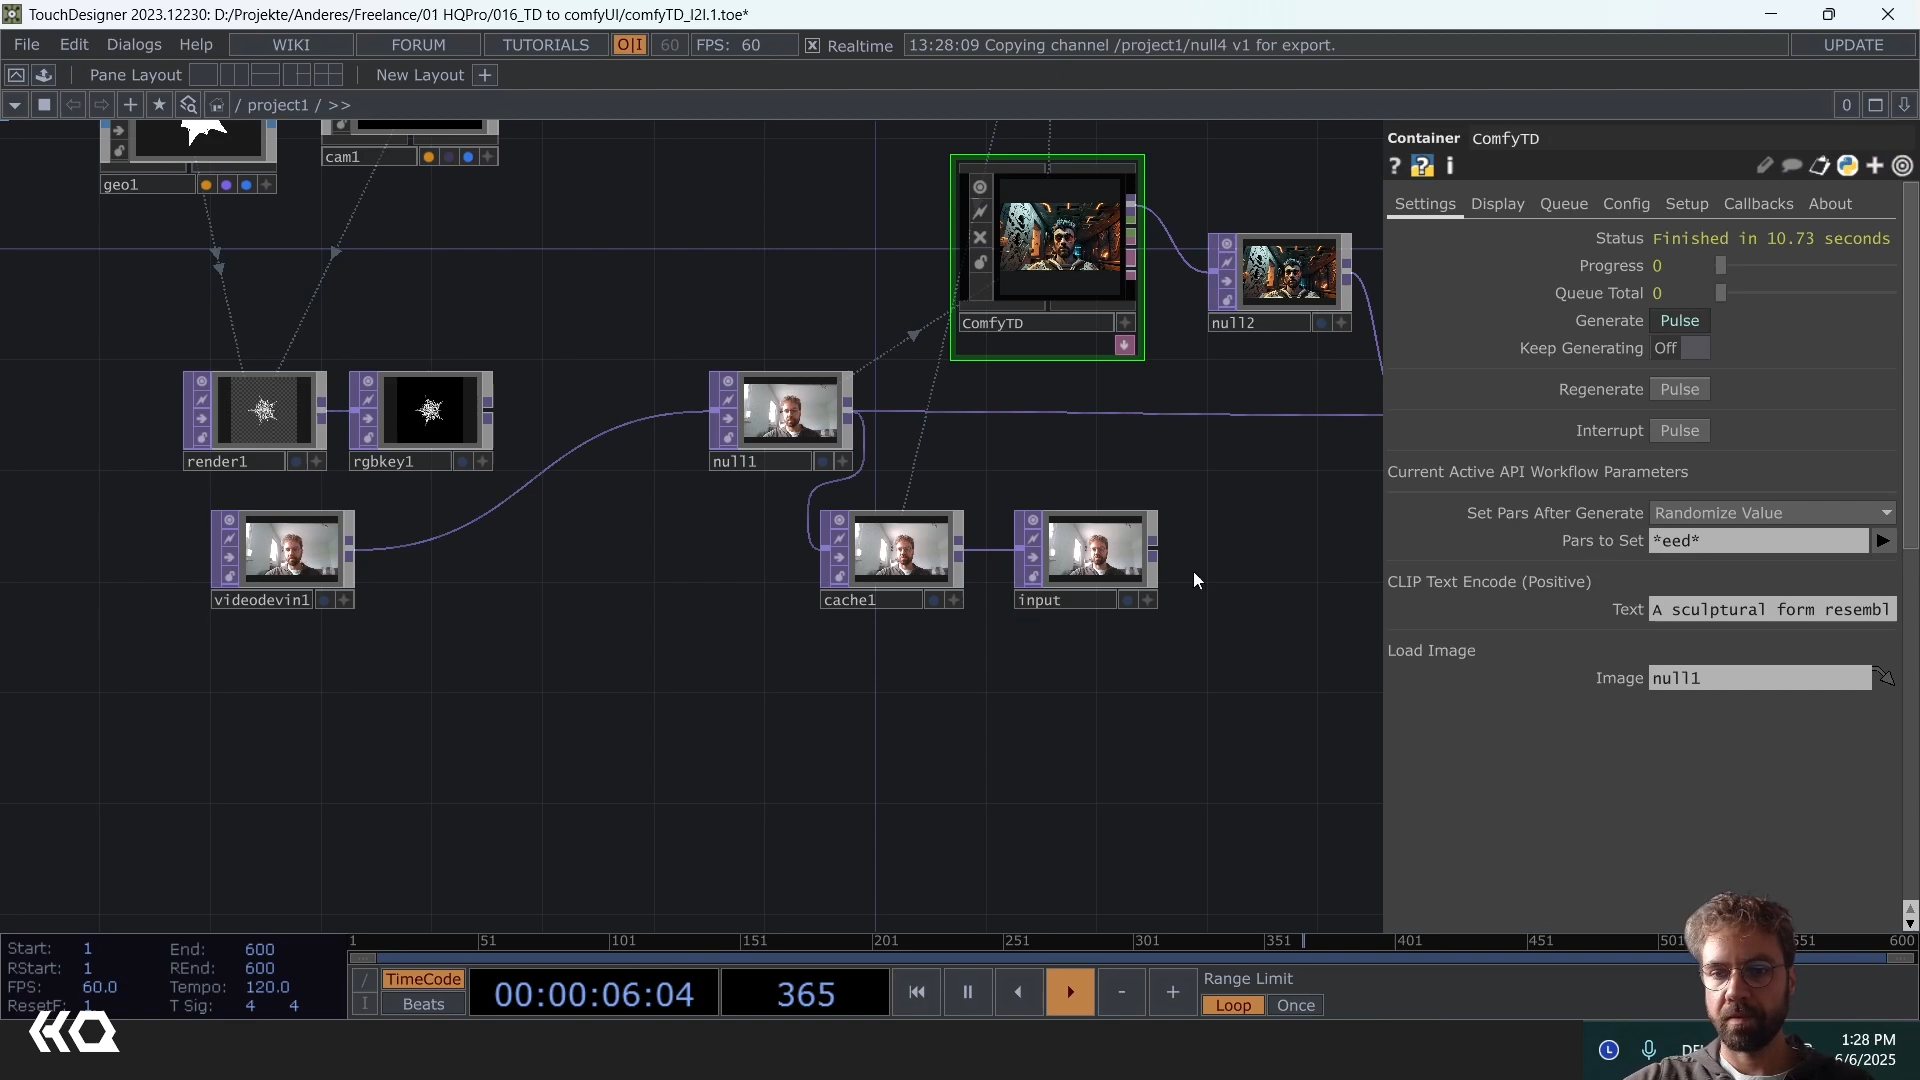 TouchDesigner 2023.12230: D:/Projekte/Anderes/Freelance/01 HQPro/016_TD to comfyUI/comfyTD_I2I.1.toe*
File Edit Dialogs Help WIKI FORUM TUTORIALS O|I 60 FPS: 60 Realtime 13:28:09 Copying channel /project1/null4 v1 for export. UPDATE
Pane Layout New Layout +
/ project1 / >> 0
Container ComfyTD
cam1
geo1
Settings Display Queue Config Setup Callbacks About
Status Finished in 10.73 seconds
Progress 0
Queue Total 0
Generate Pulse
Keep Generating Off
Regenerate Pulse
Interrupt Pulse
Current Active API Workflow Parameters
Set Pars After Generate Randomize Value
Pars to Set *eed*
CLIP Text Encode (Positive)
Text A sculptural form resembl
Load Image
Image null1
ComfyTD
null2
render1 rgbkey1 null1
videodevin1 cache1 input
1 51 101 151 201 251 301 351 401 451 501 551 600
Start: 1 End: 600
RStart: 1 REnd: 600
FPS: 60.0 Tempo: 120.0
ResetF: 1 T Sig: 4 4
TimeCode
Beats
00:00:06:04 365
Range Limit
Loop Once
HQ
1:28 PM
6/6/2025